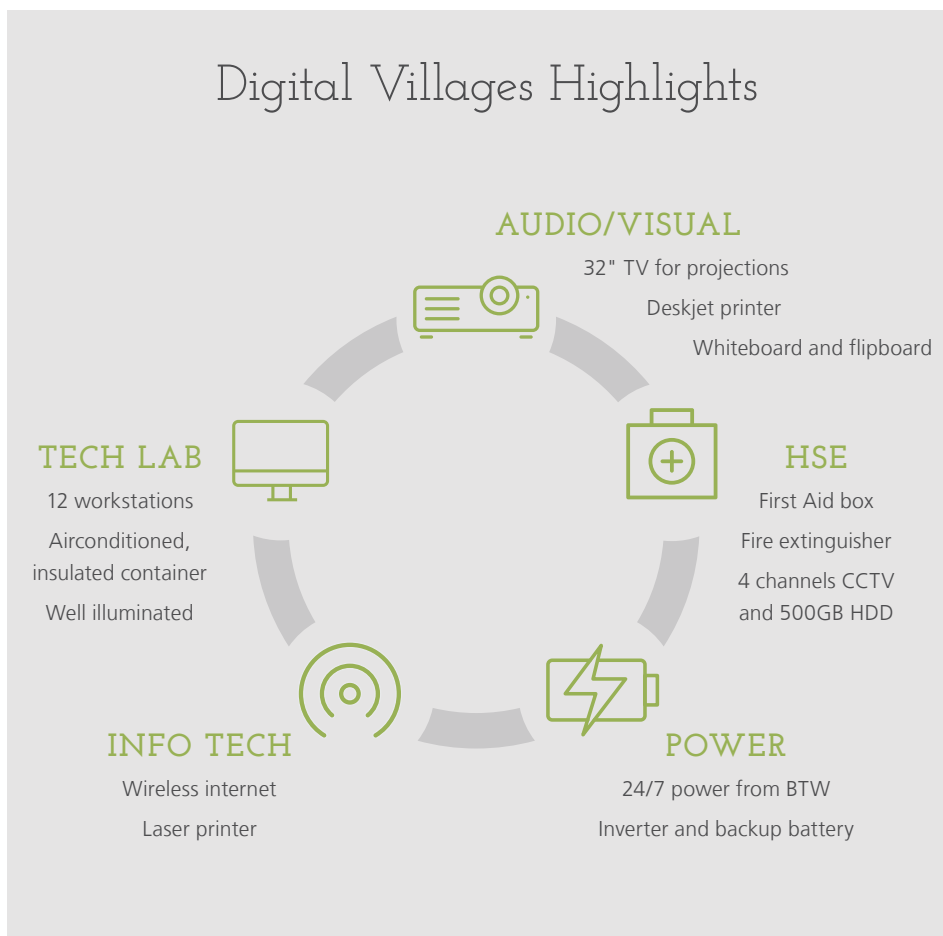 Digital Villages Highlights
AUDIO/VISUAL
32" TV for projections
Deskjet printer
Whiteboard and flipboard
TECH LAB
12 workstations
Airconditioned,
insulated container
Well illuminated
HSE
First Aid box
Fire extinguisher
4 channels CCTV
and 500GB HDD
INFO TECH
Wireless internet
Laser printer
POWER
24/7 power from BTW
Inverter and backup battery